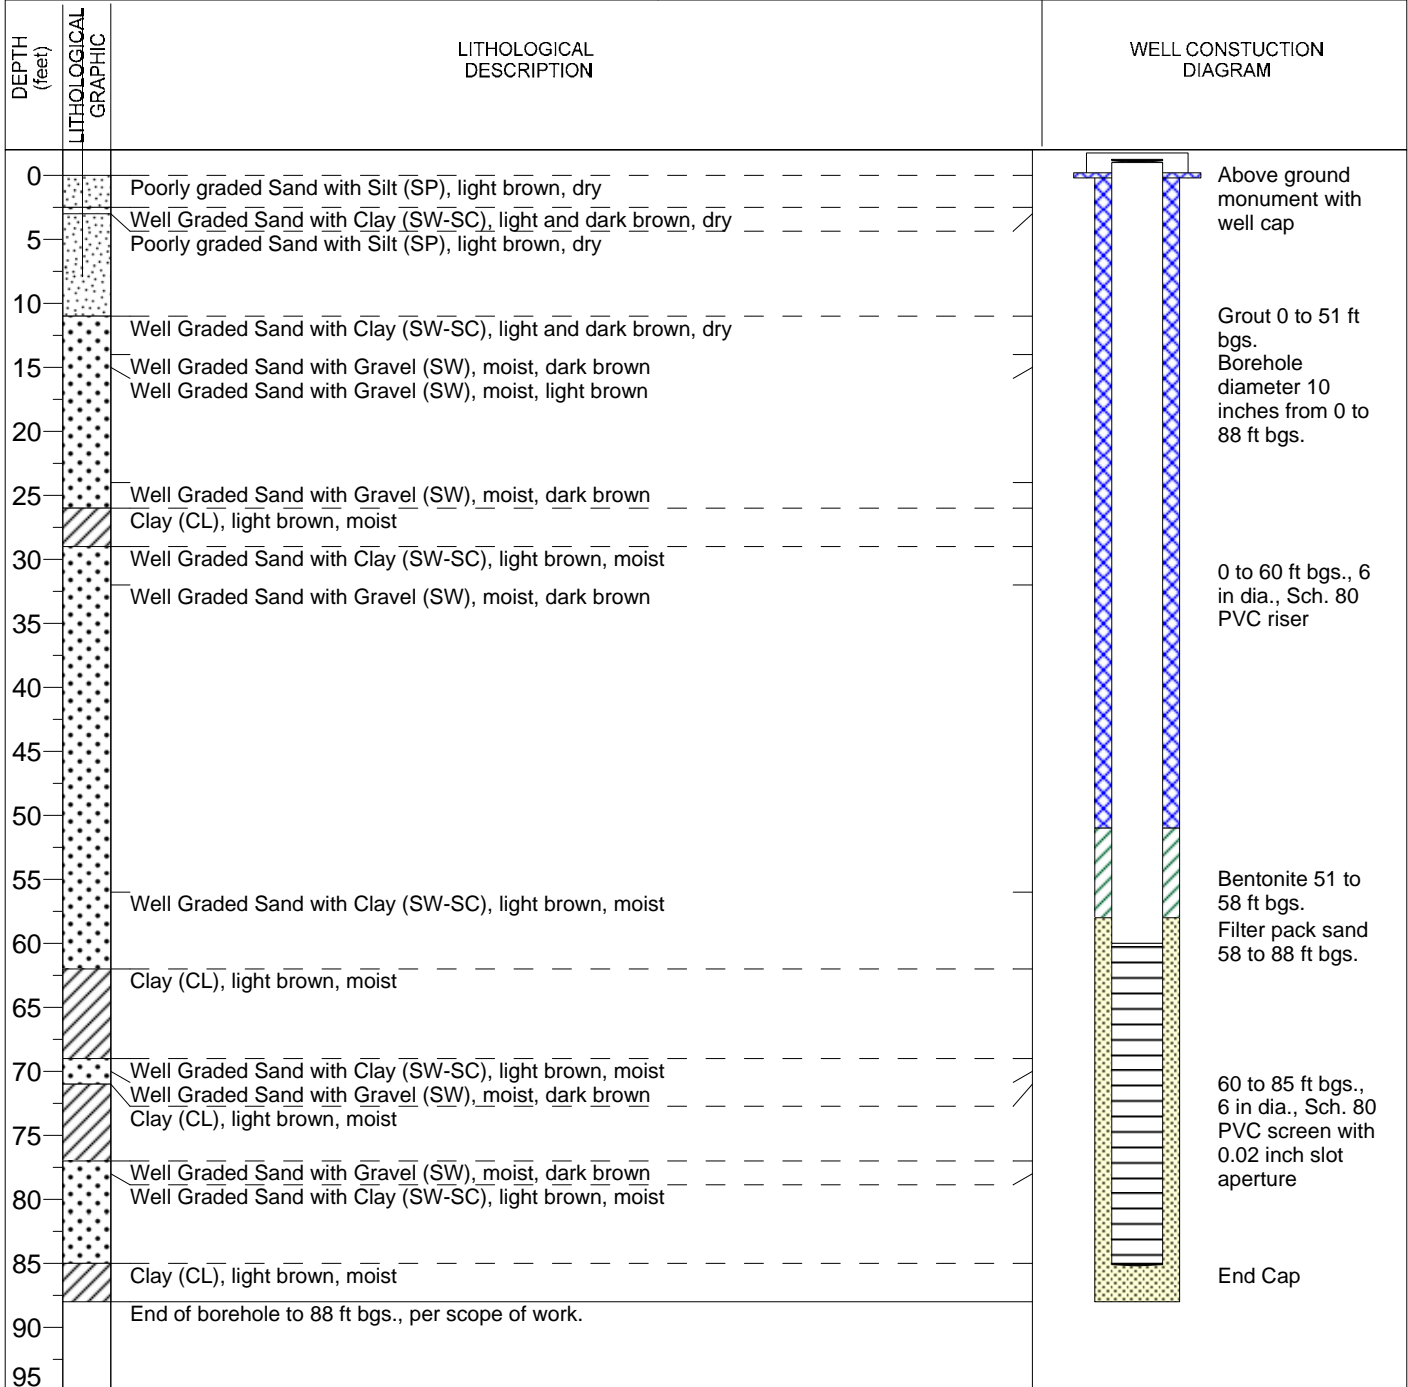 DEPTH
(feet)
LITHOLOGICAL
GRAPHIC
LITHOLOGICAL
DESCRIPTION
WELL CONSTUCTION
DIAGRAM
0
5
10
15
20
25
30
35
40
45
50
55
60
65
70
75
80
85
90
95
Poorly graded Sand with Silt (SP), light brown, dry
Well Graded Sand with Clay (SW-SC), light and dark brown, dry
Poorly graded Sand with Silt (SP), light brown, dry
Well Graded Sand with Clay (SW-SC), light and dark brown, dry
Well Graded Sand with Gravel (SW), moist, dark brown
Well Graded Sand with Gravel (SW), moist, light brown
Well Graded Sand with Gravel (SW), moist, dark brown
Clay (CL), light brown, moist
Well Graded Sand with Clay (SW-SC), light brown, moist
Well Graded Sand with Gravel (SW), moist, dark brown
Well Graded Sand with Clay (SW-SC), light brown, moist
Clay (CL), light brown, moist
Well Graded Sand with Clay (SW-SC), light brown, moist
Well Graded Sand with Gravel (SW), moist, dark brown
Clay (CL), light brown, moist
Well Graded Sand with Gravel (SW), moist, dark brown
Well Graded Sand with Clay (SW-SC), light brown, moist
Clay (CL), light brown, moist
End of borehole to 88 ft bgs., per scope of work.
Above ground
monument with
well cap
Grout 0 to 51 ft
bgs.
Borehole
diameter 10
inches from 0 to
88 ft bgs.
0 to 60 ft bgs., 6
in dia., Sch. 80
PVC riser
Bentonite 51 to
58 ft bgs.
Filter pack sand
58 to 88 ft bgs.
60 to 85 ft bgs.,
6 in dia., Sch. 80
PVC screen with
0.02 inch slot
aperture
End Cap